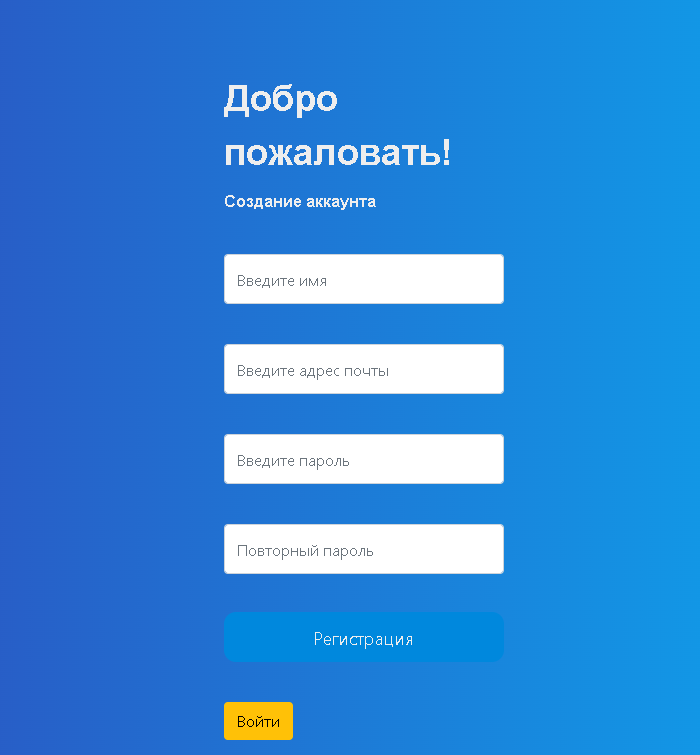 Добро
пожаловать!
Создание аккаунта
Введите имя
Введите адрес почты
Введите пароль
Повторный пароль
Регистрация
Войти